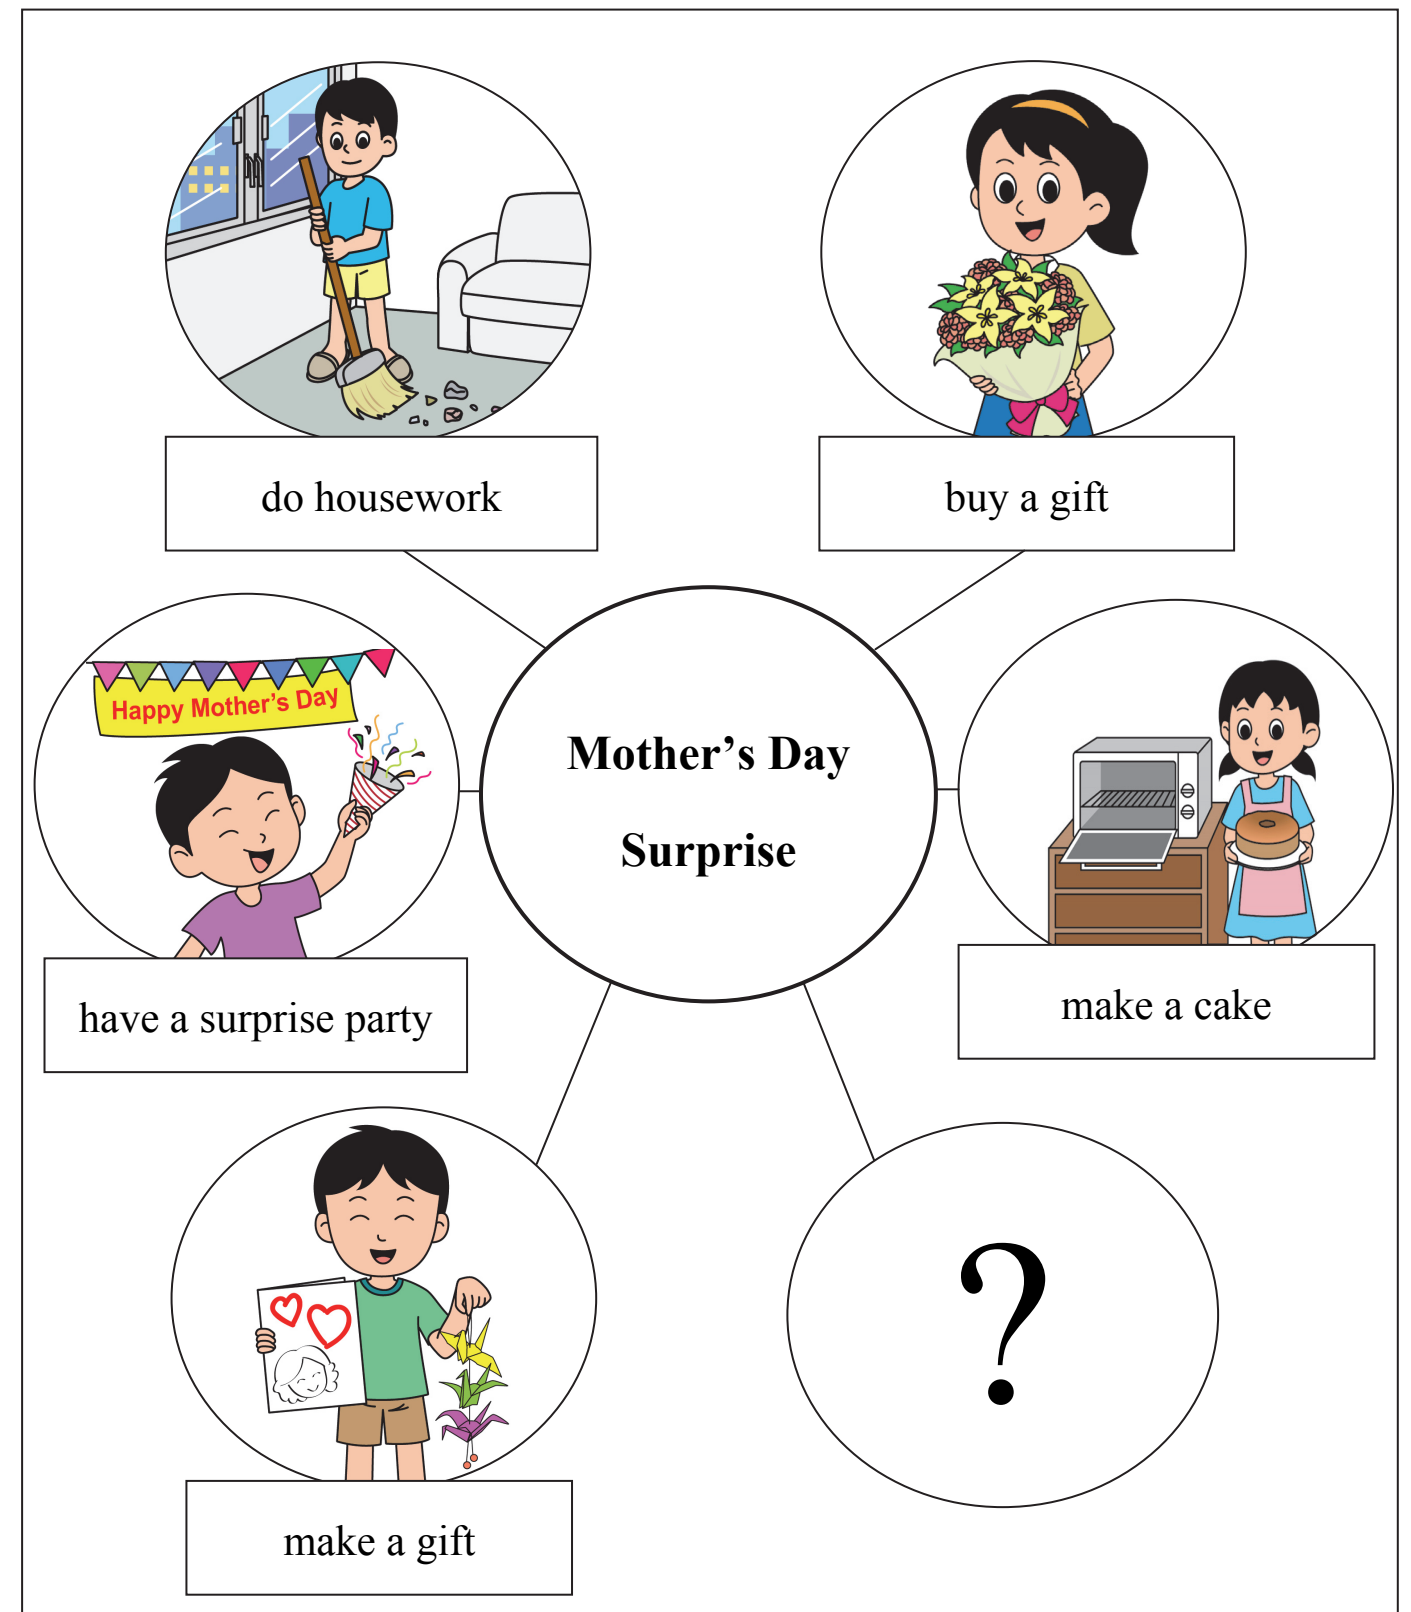 do housework
buy a gift
Happy Mother's Day
Mother's Day
Surprise
have a surprise party
make a cake
?
make a gift